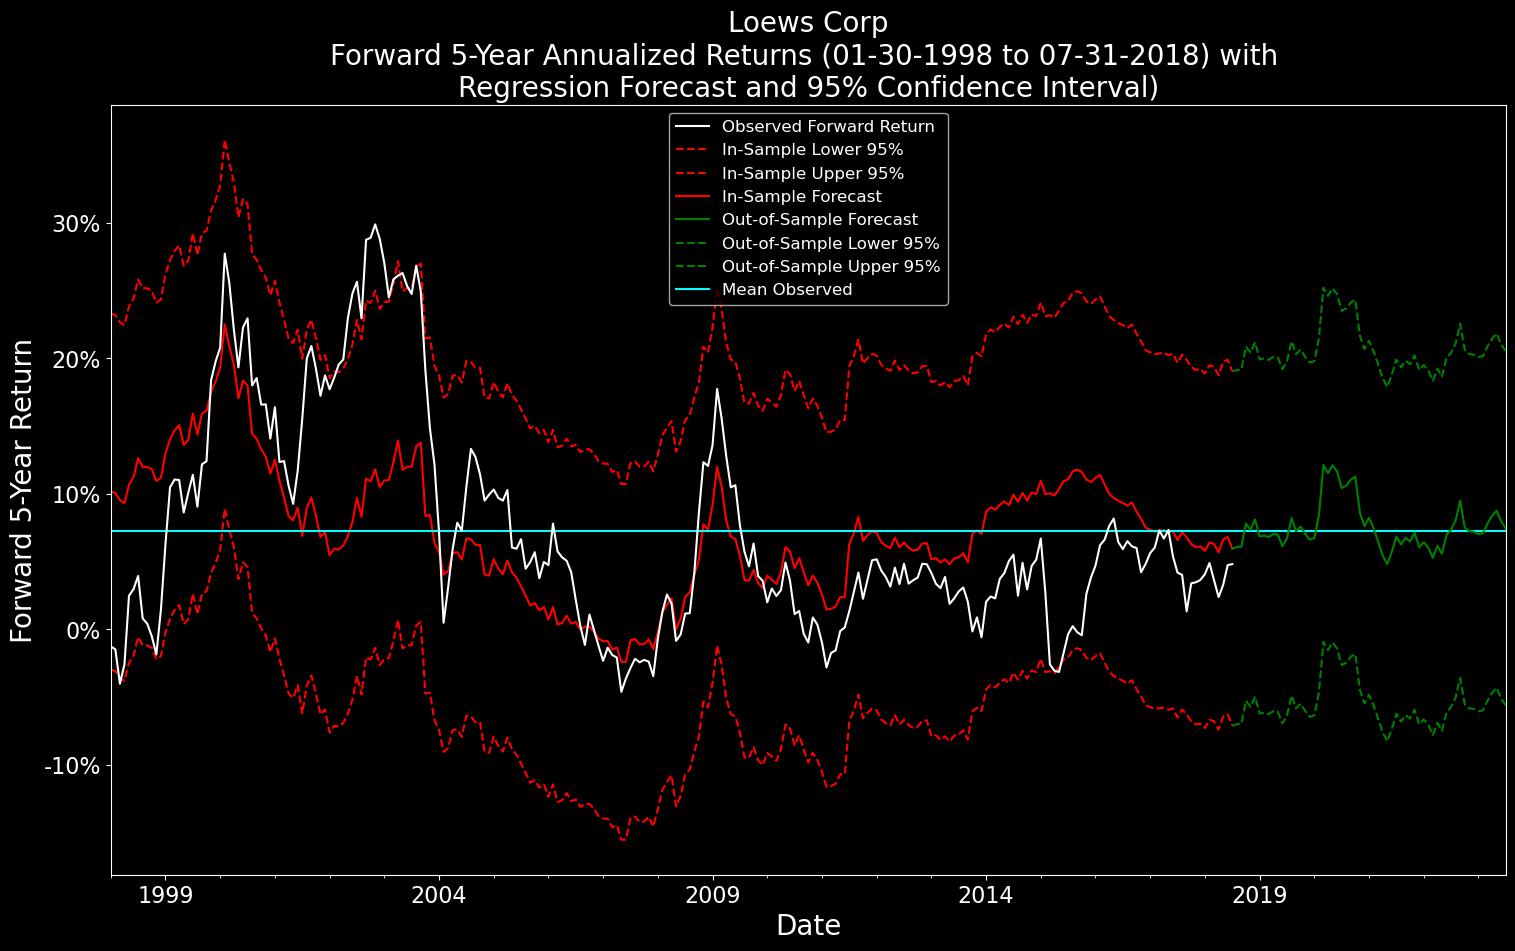 Loews Corp
Forward 5-Year Annualized Returns (01-30-1998 to 07-31-2018) with
Regression Forecast and 95% Confidence Interval)
Observed Forward Return
In-Sample Lower 95%
In-Sample Upper 95%
In-Sample Forecast
Out-of-Sample Forecast
Out-of-Sample Lower 95%
Out-of-Sample Upper 95%
Mean Observed
Forward 5-Year Return
30%
20%
10%
0%
-10%
1999
2004
2009
2014
2019
Date